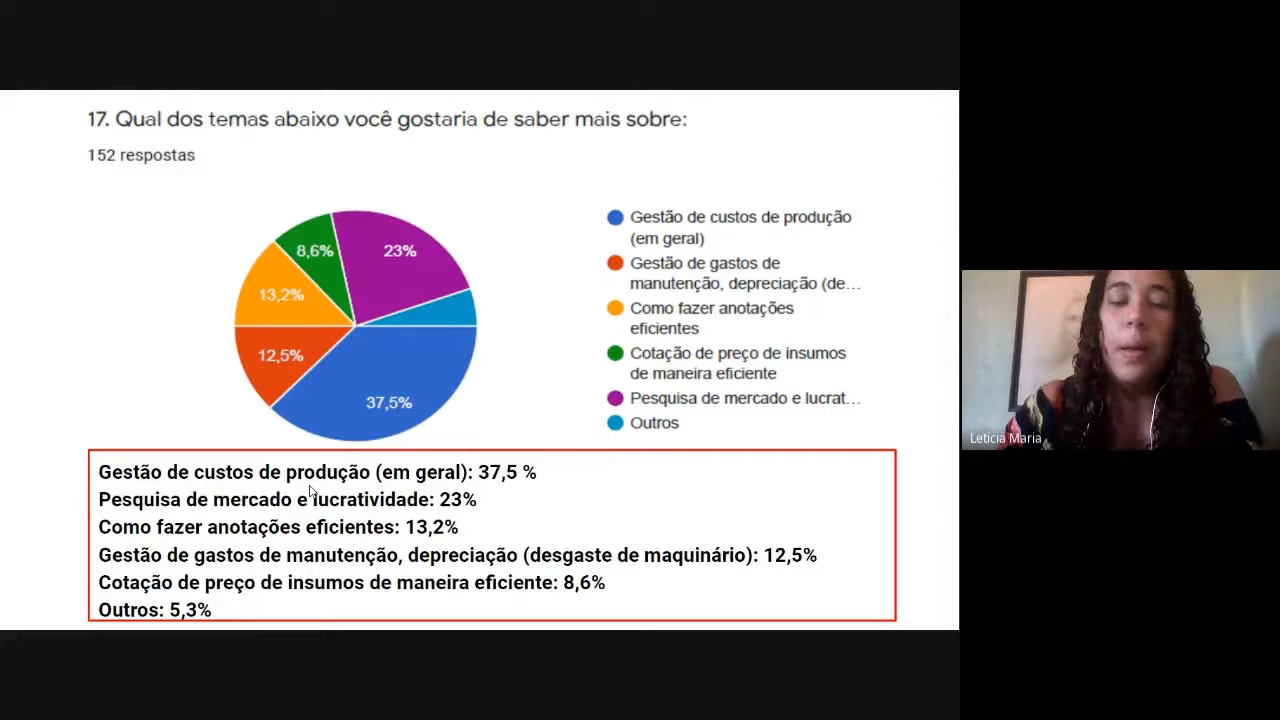 17. Qual dos temas abaixo você gostaria de saber mais sobre:
152 respostas
8,6%
23%
13,2%
12,5%
37,5%
Gestão de custos de produção
(em geral)
Gestão de gastos de
manutenção, depreciação (de…
Como fazer anotações
eficientes
Cotação de preço de insumos
de maneira eficiente
Pesquisa de mercado e lucrat…
Outros
Gestão de custos de produção (em geral): 37,5 %
Pesquisa de mercado e lucratividade: 23%
Como fazer anotações eficientes: 13,2%
Gestão de gastos de manutenção, depreciação (desgaste de maquinário): 12,5%
Cotação de preço de insumos de maneira eficiente: 8,6%
Outros: 5,3%
Leticia Maria